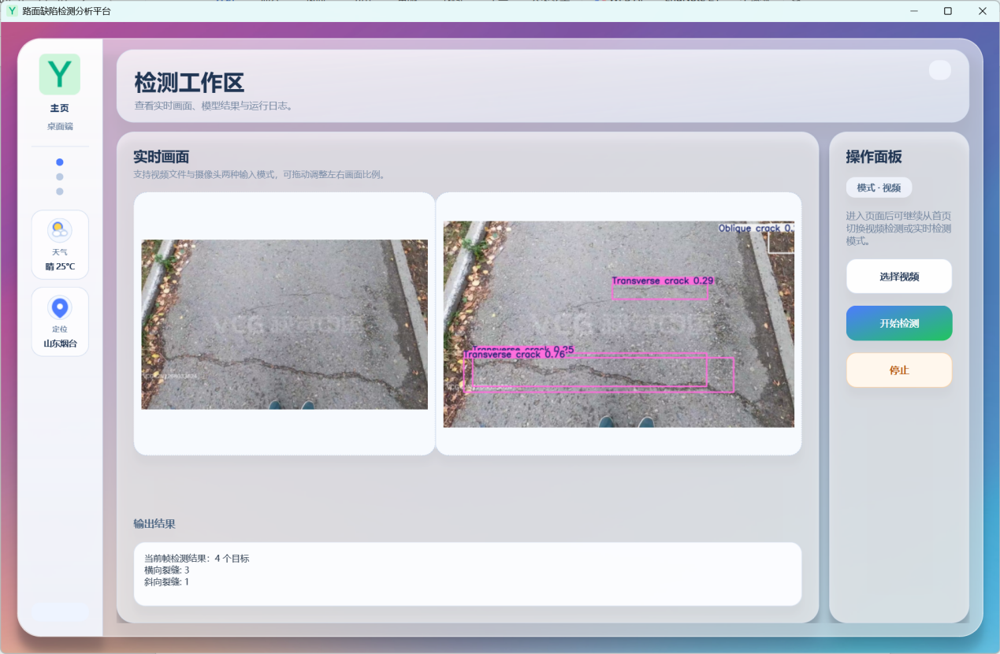 路面缺陷检测分析平台
Y
主页
桌面端
天气
晴 25°C
定位
山东烟台
检测工作区
查看实时画面、模型结果与运行日志。
实时画面
支持视频文件与摄像头两种输入模式，可拖动调整左右画面比例。
VCG
Oblique crack 0.
Transverse crack 0.29
Transverse crack 0.25
Transverse crack 0.76
VCG
输出结果
当前帧检测结果：4 个目标
横向裂缝: 3
斜向裂缝: 1
操作面板
模式 · 视频
进入页面后可继续从首页
切换视频检测或实时检测
模式。
选择视频
开始检测
停止